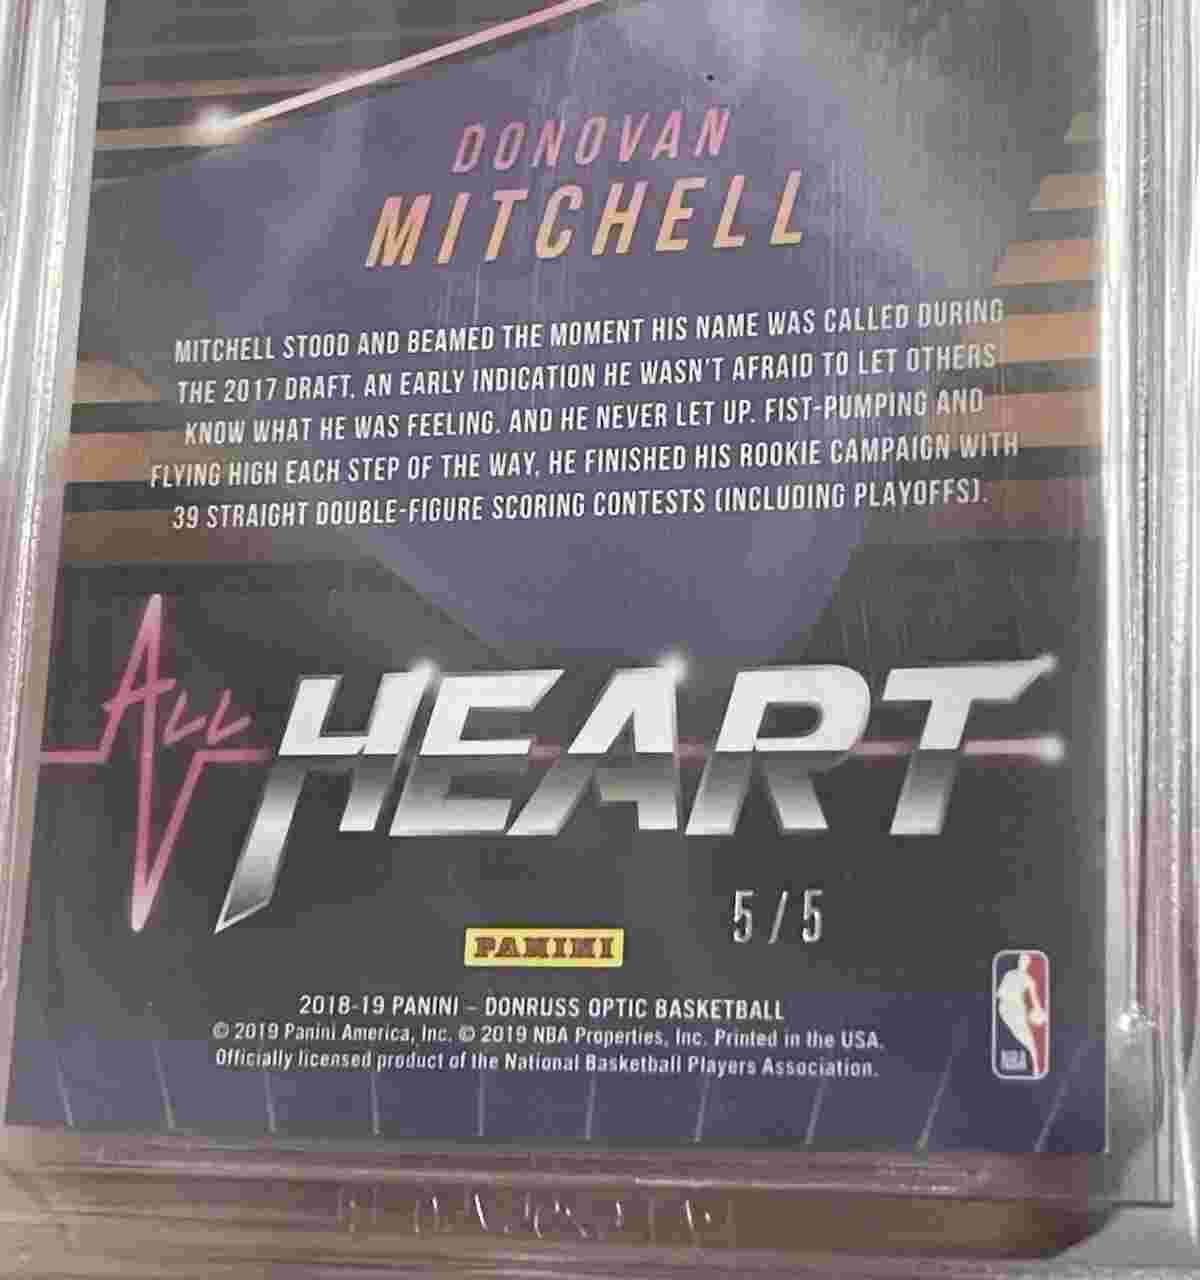 DONOVAN
MITCHELL
MITCHELL STOOD AND BEAMED THE MOMENT HIS NAME WAS CALLED DURING
THE 2017 DRAFT. AN EARLY INDICATION HE WASN'T AFRAID TO LET OTHERS
KNOW WHAT HE WAS FEELING. AND HE NEVER LET UP. FIST-PUMPING AND
FLYING HIGH EACH STEP OF THE WAY, HE FINISHED HIS ROOKIE CAMPAIGN WITH
39 STRAIGHT DOUBLE-FIGURE SCORING CONTESTS (INCLUDING PLAYOFFS).
ALL HEART
5/5
PANINI
2018-19 PANINI – DONRUSS OPTIC BASKETBALL
© 2019 Panini America, Inc. © 2019 NBA Properties, Inc. Printed in the USA.
Officially licensed product of the National Basketball Players Association.
NBA